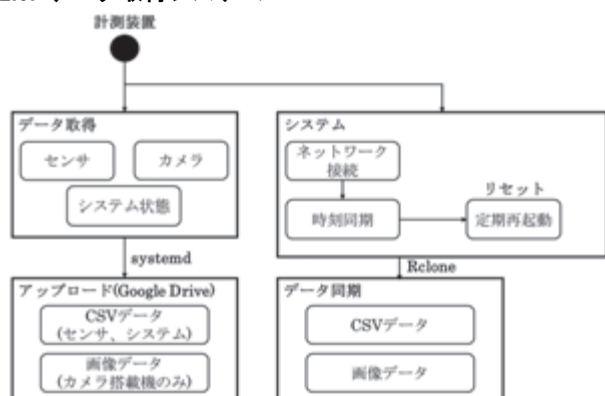 計測装置
データ取得
センサ
カメラ
システム状態
systemd
アップロード(Google Drive)
CSVデータ
(センサ、システム)
画像データ
(カメラ搭載機のみ)
システム
ネットワーク
接続
時刻同期
リセット
定期再起動
Rclone
データ同期
CSVデータ
画像データ